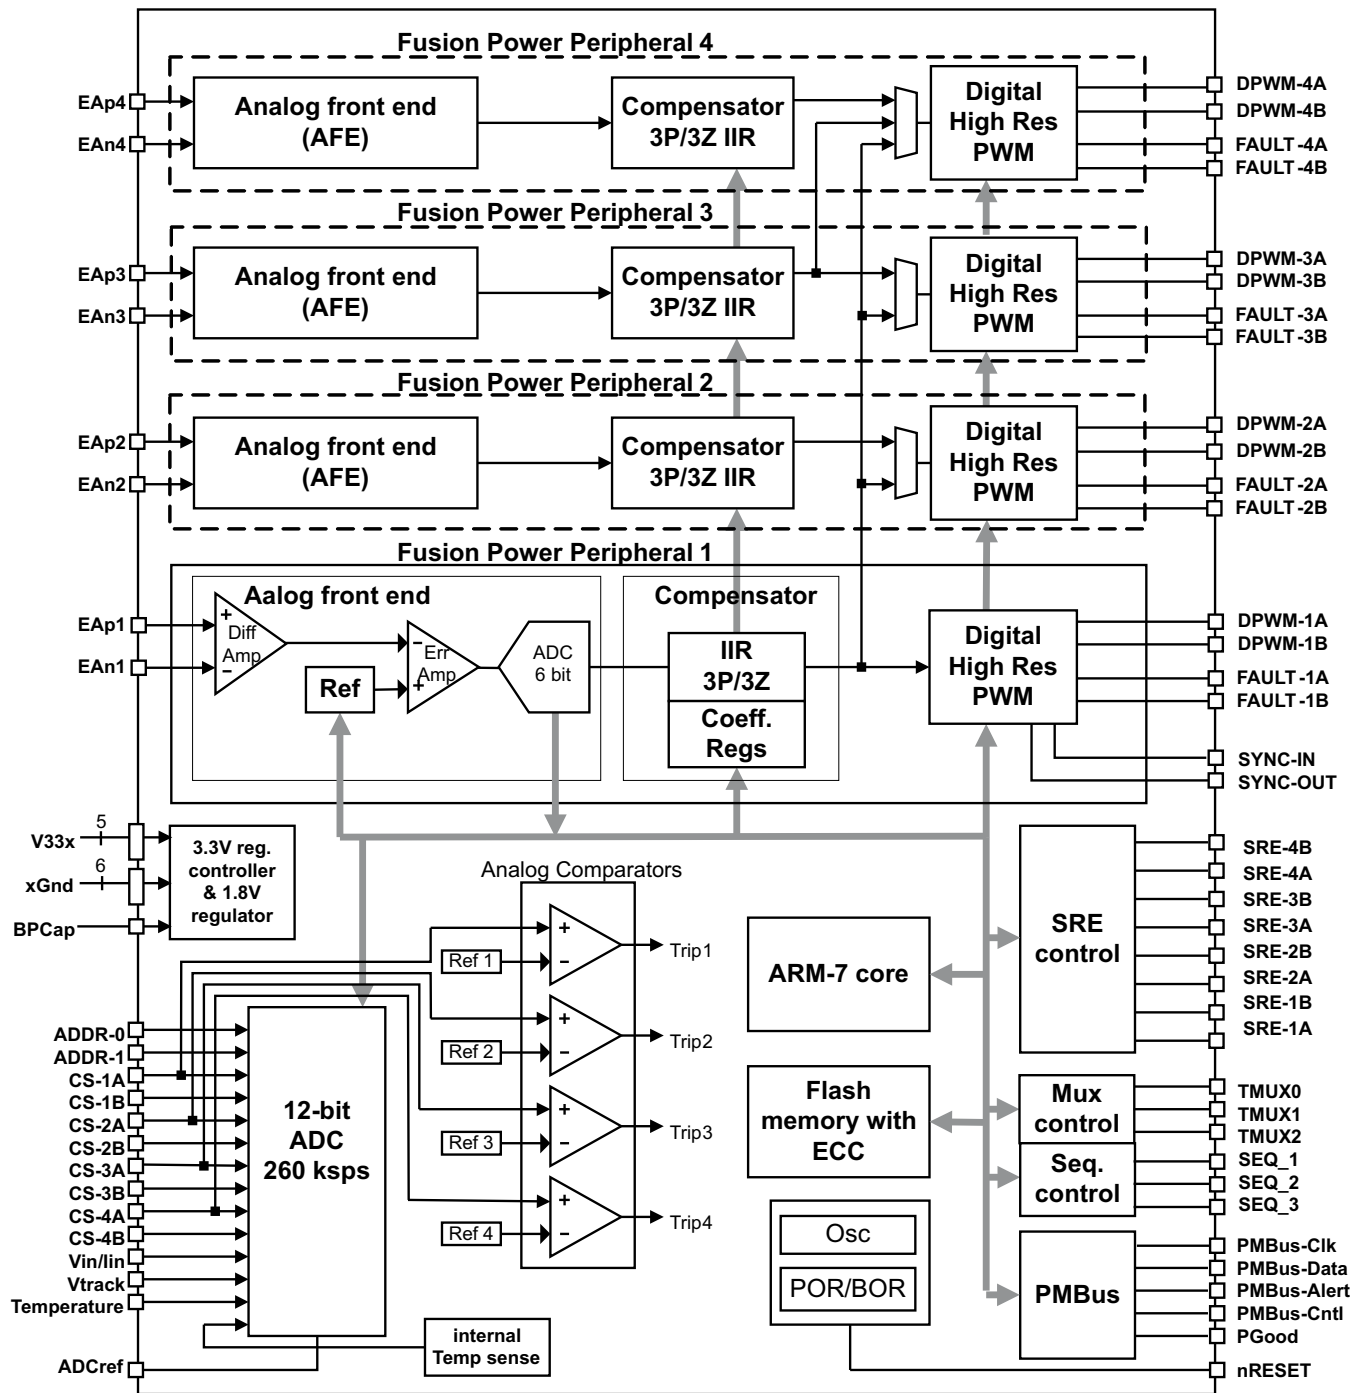 Fusion Power Peripheral 4
EAp4
EAn4
Analog front end
(AFE)
Compensator
3P/3Z IIR
Digital
High Res
PWM
DPWM-4A
DPWM-4B
FAULT-4A
FAULT-4B
Fusion Power Peripheral 3
EAp3
EAn3
Analog front end
(AFE)
Compensator
3P/3Z IIR
Digital
High Res
PWM
DPWM-3A
DPWM-3B
FAULT-3A
FAULT-3B
Fusion Power Peripheral 2
EAp2
EAn2
Analog front end
(AFE)
Compensator
3P/3Z IIR
Digital
High Res
PWM
DPWM-2A
DPWM-2B
FAULT-2A
FAULT-2B
Fusion Power Peripheral 1
EAp1
EAn1
Aalog front end
+
Diff
Amp
−
Ref
−
Err
Amp
+
ADC
6 bit
Compensator
IIR
3P/3Z
Coeff.
Regs
Digital
High Res
PWM
DPWM-1A
DPWM-1B
FAULT-1A
FAULT-1B
SYNC-IN
SYNC-OUT
V33x
5
xGnd
6
BPCap
3.3V reg.
controller
& 1.8V
regulator
Analog Comparators
Ref 1
+
−
Trip1
Ref 2
+
−
Trip2
Ref 3
+
−
Trip3
Ref 4
+
−
Trip4
ADDR-0
ADDR-1
CS-1A
CS-1B
CS-2A
CS-2B
CS-3A
CS-3B
CS-4A
CS-4B
Vin/Iin
Vtrack
Temperature
ADCref
12-bit
ADC
260 ksps
internal
Temp sense
ARM-7 core
Flash
memory with
ECC
Osc
POR/BOR
SRE
control
SRE-4B
SRE-4A
SRE-3B
SRE-3A
SRE-2B
SRE-2A
SRE-1B
SRE-1A
Mux
control
TMUX0
TMUX1
TMUX2
Seq.
control
SEQ_1
SEQ_2
SEQ_3
PMBus
PMBus-Clk
PMBus-Data
PMBus-Alert
PMBus-Cntl
PGood
nRESET